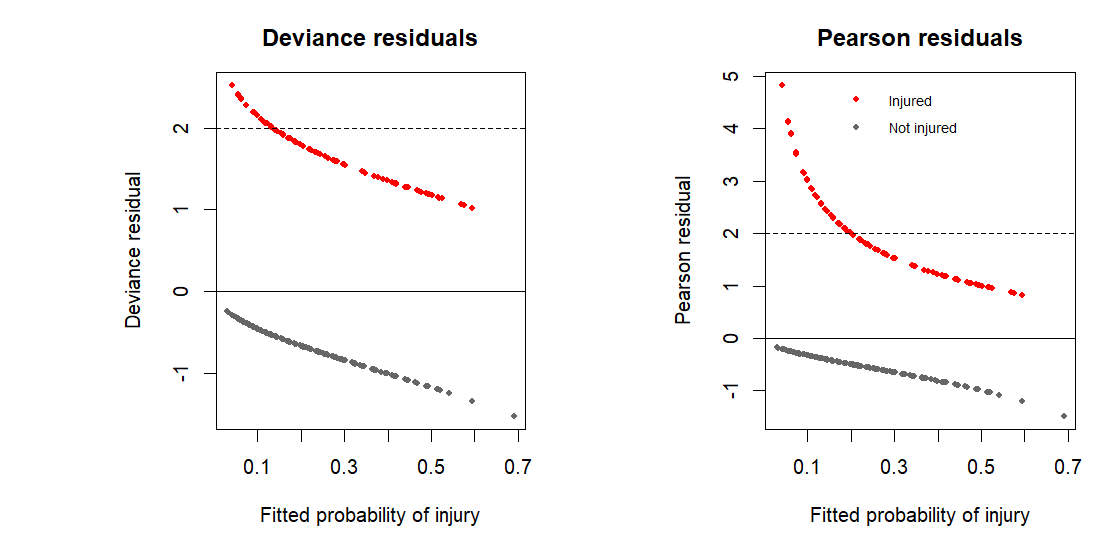 Deviance residuals
Deviance residual
2
1
0
-1
0.1
0.3
0.5
0.7
Fitted probability of injury
Pearson residuals
Pearson residual
5
4
3
2
1
0
-1
Injured
Not injured
0.1
0.3
0.5
0.7
Fitted probability of injury